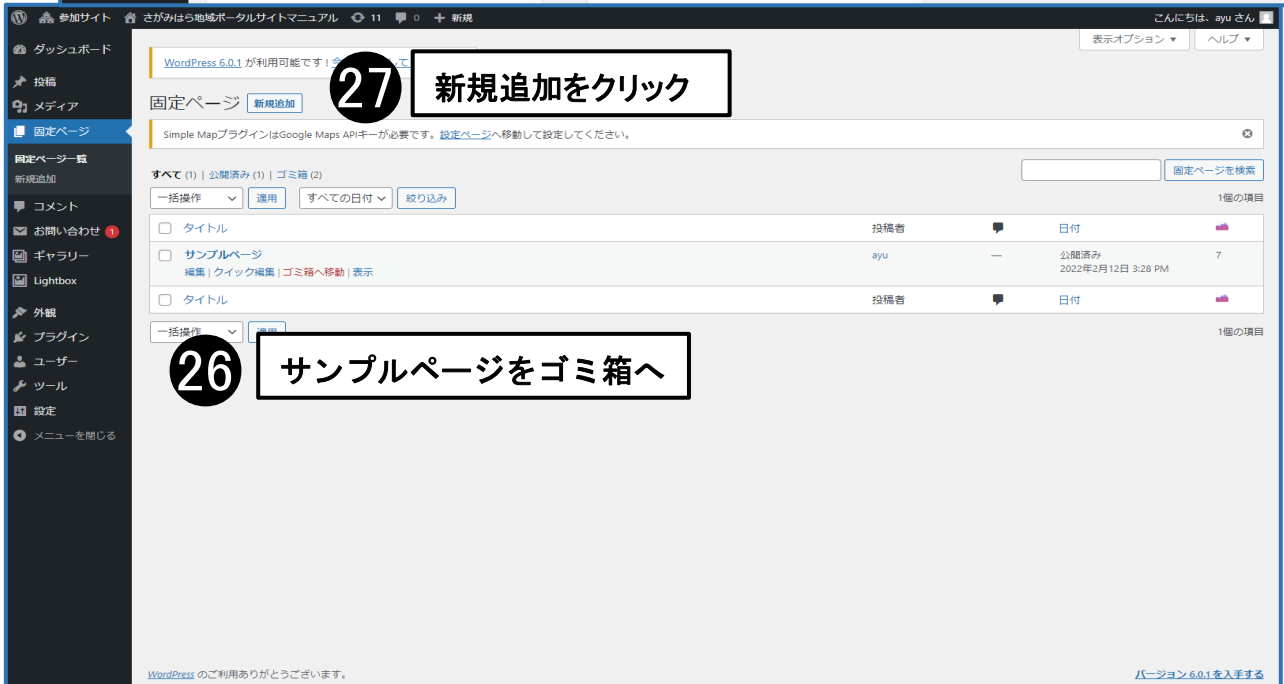 参加サイト さがみはら地域ポータルサイトマニュアル 11 0 新規 こんにちは、ayu さん
表示オプション ▼ ヘルプ ▼
ダッシュボード
投稿
メディア
固定ページ
固定ページ一覧
新規追加
コメント
お問い合わせ 1
ギャラリー
Lightbox
外観
プラグイン
ユーザー
ツール
設定
メニューを閉じる
WordPress 6.0.1 が利用可能です !
27 新規追加をクリック
固定ページ 新規追加
Simple MapプラグインはGoogle Maps APIキーが必要です。設定ページへ移動して設定してください。
すべて (1) | 公開済み (1) | ゴミ箱 (2)
固定ページを検索
一括操作 適用 すべての日付 絞り込み 1個の項目
タイトル 投稿者 日付
サンプルページ ayu — 公開済み 7
編集 | クイック編集 | ゴミ箱へ移動 | 表示 2022年2月12日 3:28 PM
タイトル 投稿者 日付
一括操作 1個の項目
26 サンプルページをゴミ箱へ
WordPress のご利用ありがとうございます。 バージョン 6.0.1 を入手する